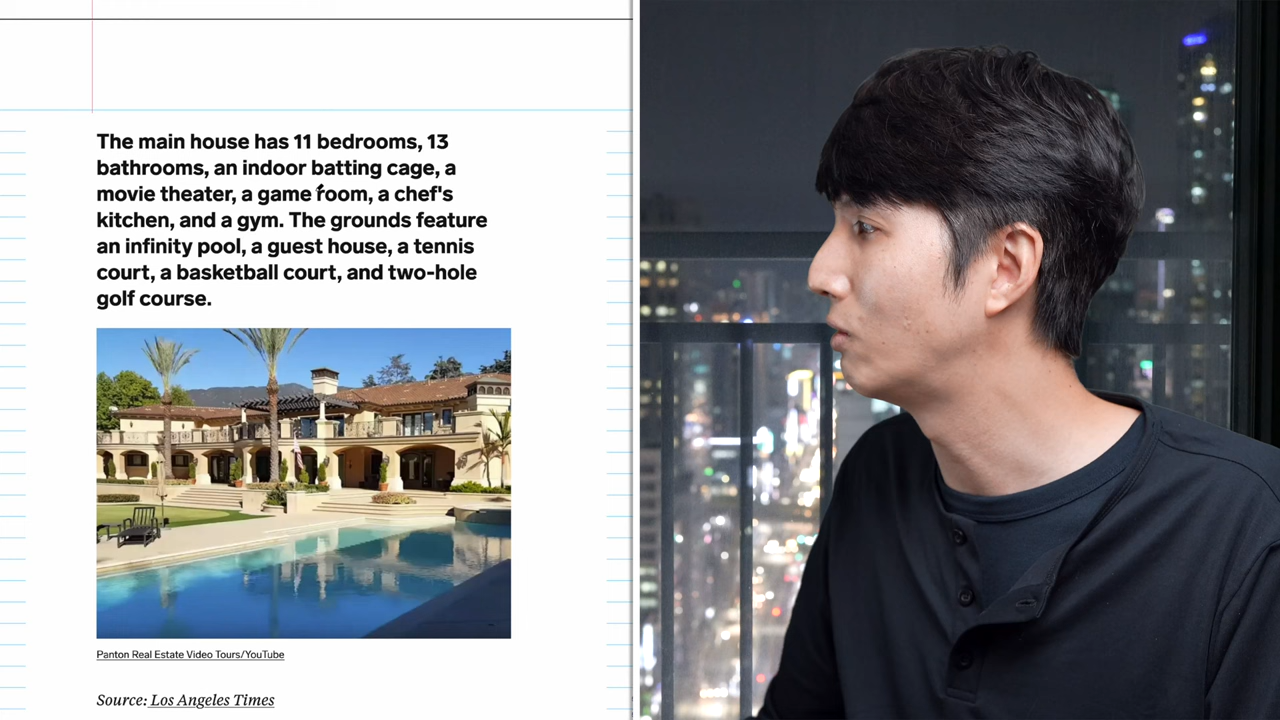 The main house has 11 bedrooms, 13
bathrooms, an indoor batting cage, a
movie theater, a game room, a chef's
kitchen, and a gym. The grounds feature
an infinity pool, a guest house, a tennis
court, a basketball court, and two-hole
golf course.
Panton Real Estate Video Tours/YouTube
Source: Los Angeles Times